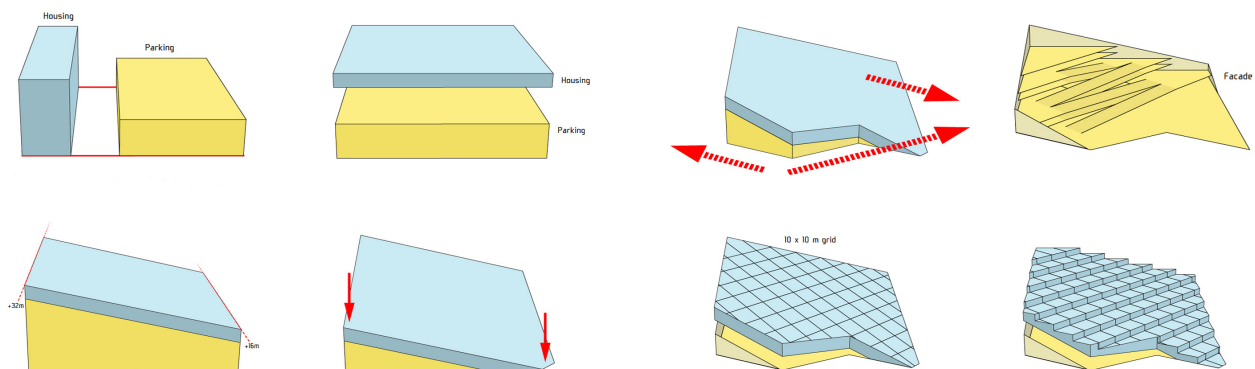 Housing
Parking
Housing
Parking
Facade
+32m
+16m
10 x 10 m grid